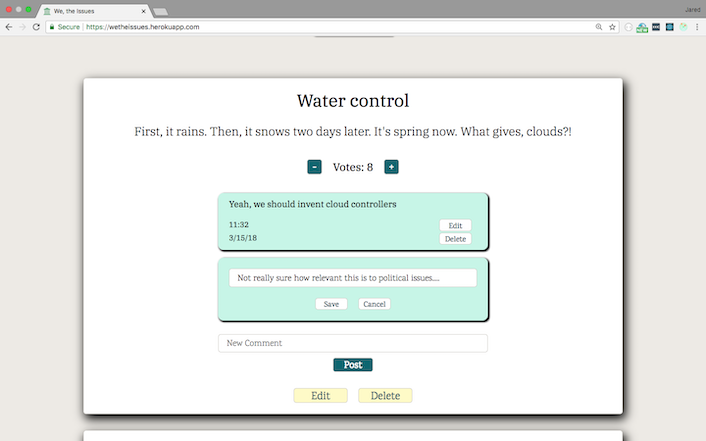 We, the Issues
Jared
Secure
https://wetheissues.herokuapp.com
Water control
First, it rains. Then, it snows two days later. It's spring now. What gives, clouds?!
- Votes: 8 +
Yeah, we should invent cloud controllers
11:32
Edit
3/15/18
Delete
Not really sure how relevant this is to political issues....
Save Cancel
New Comment
Post
Edit Delete